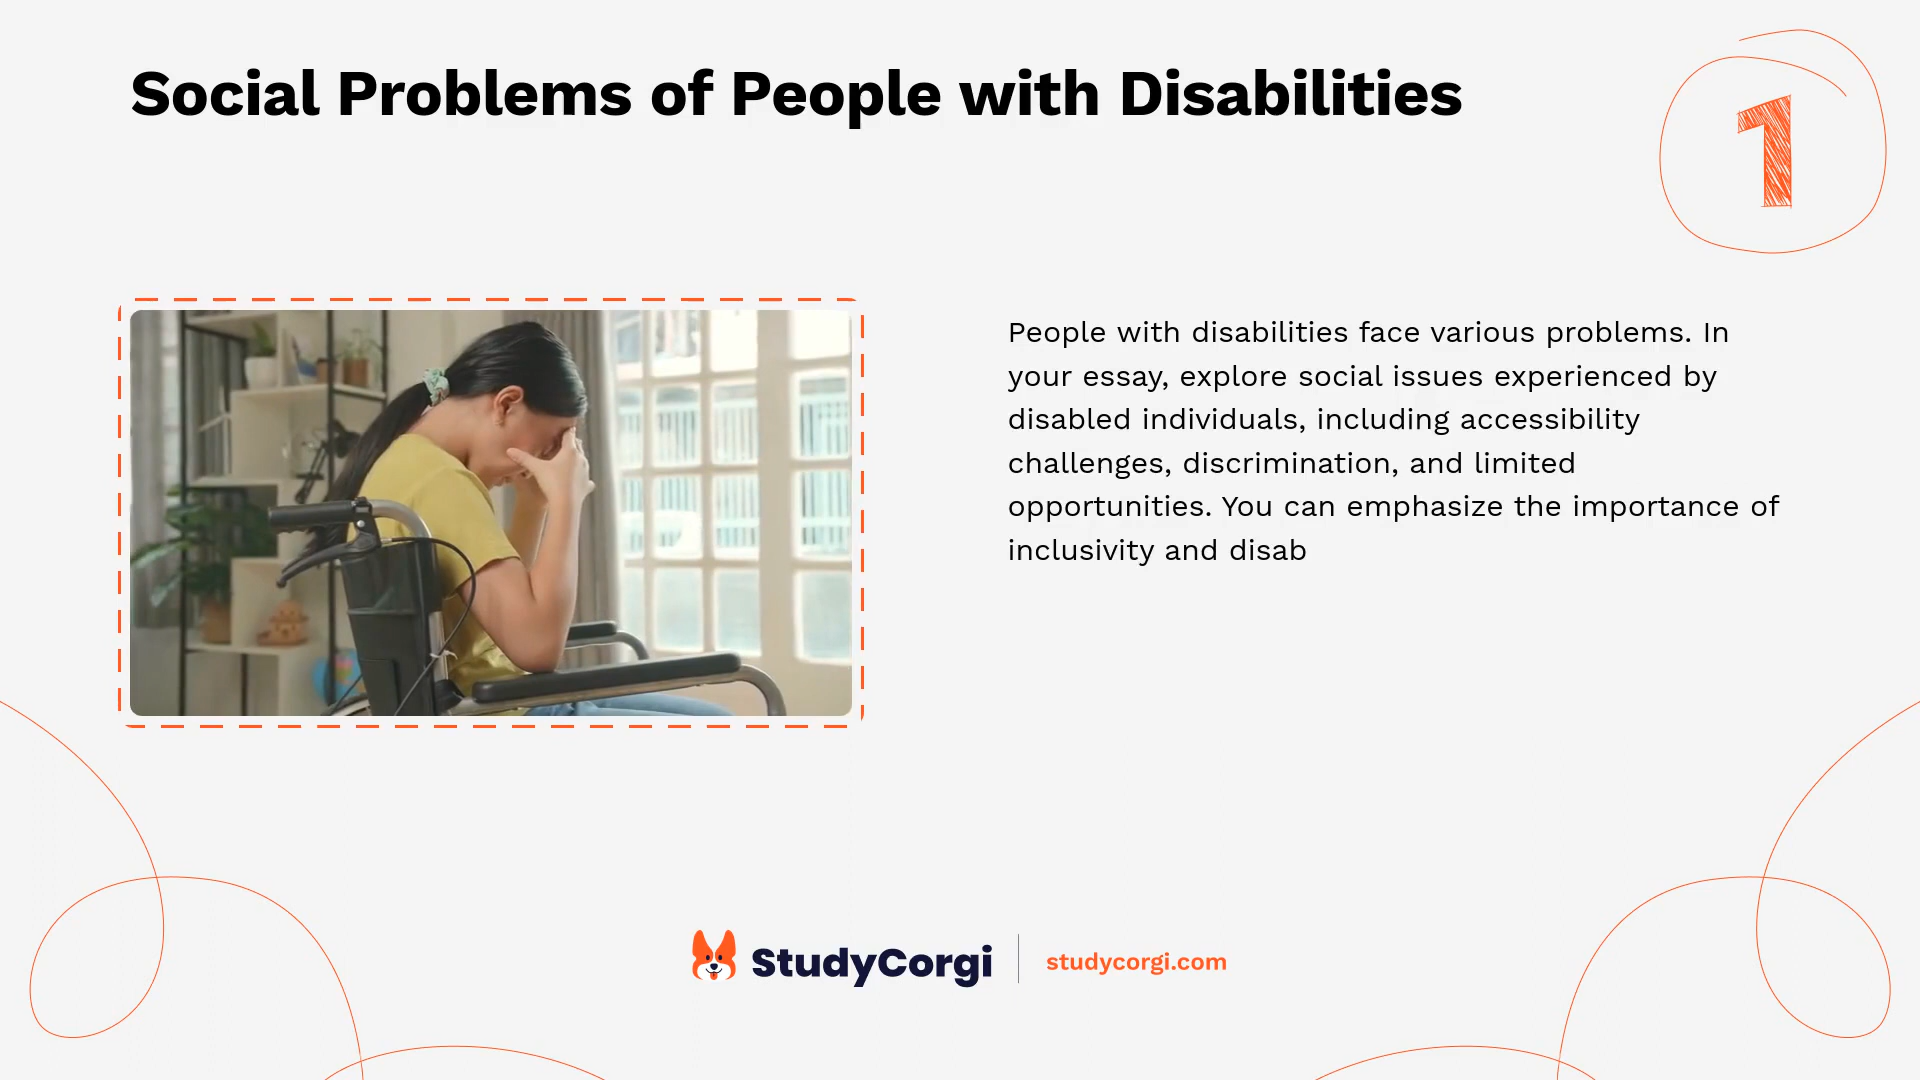 Social Problems of People with Disabilities
1
People with disabilities face various problems. In
your essay, explore social issues experienced by
disabled individuals, including accessibility
challenges, discrimination, and limited
opportunities. You can emphasize the importance of
inclusivity and disab
StudyCorgi
studycorgi.com